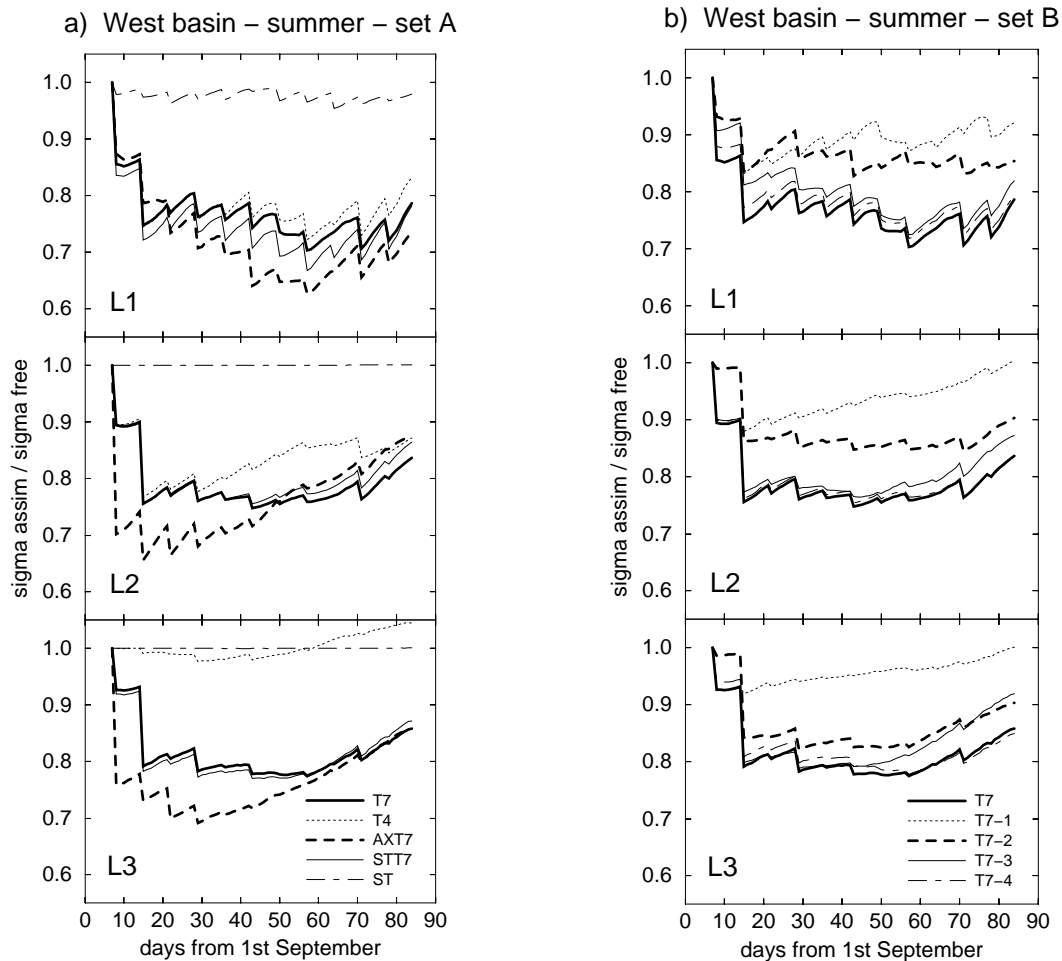 a) West basin – summer – set A
1.0
0.9
0.8
0.7
0.6
L1
1.0
0.9
0.8
0.7
0.6
L2
sigma assim / sigma free
1.0
0.9
0.8
0.7
0.6
L3
T7
T4
AXT7
STT7
ST
0 10 20 30 40 50 60 70 80 90
days from 1st September
b) West basin – summer – set B
1.0
0.9
0.8
0.7
0.6
L1
1.0
0.9
0.8
0.7
0.6
L2
sigma assim / sigma free
1.0
0.9
0.8
0.7
0.6
L3
T7
T7–1
T7–2
T7–3
T7–4
0 10 20 30 40 50 60 70 80 90
days from 1st September